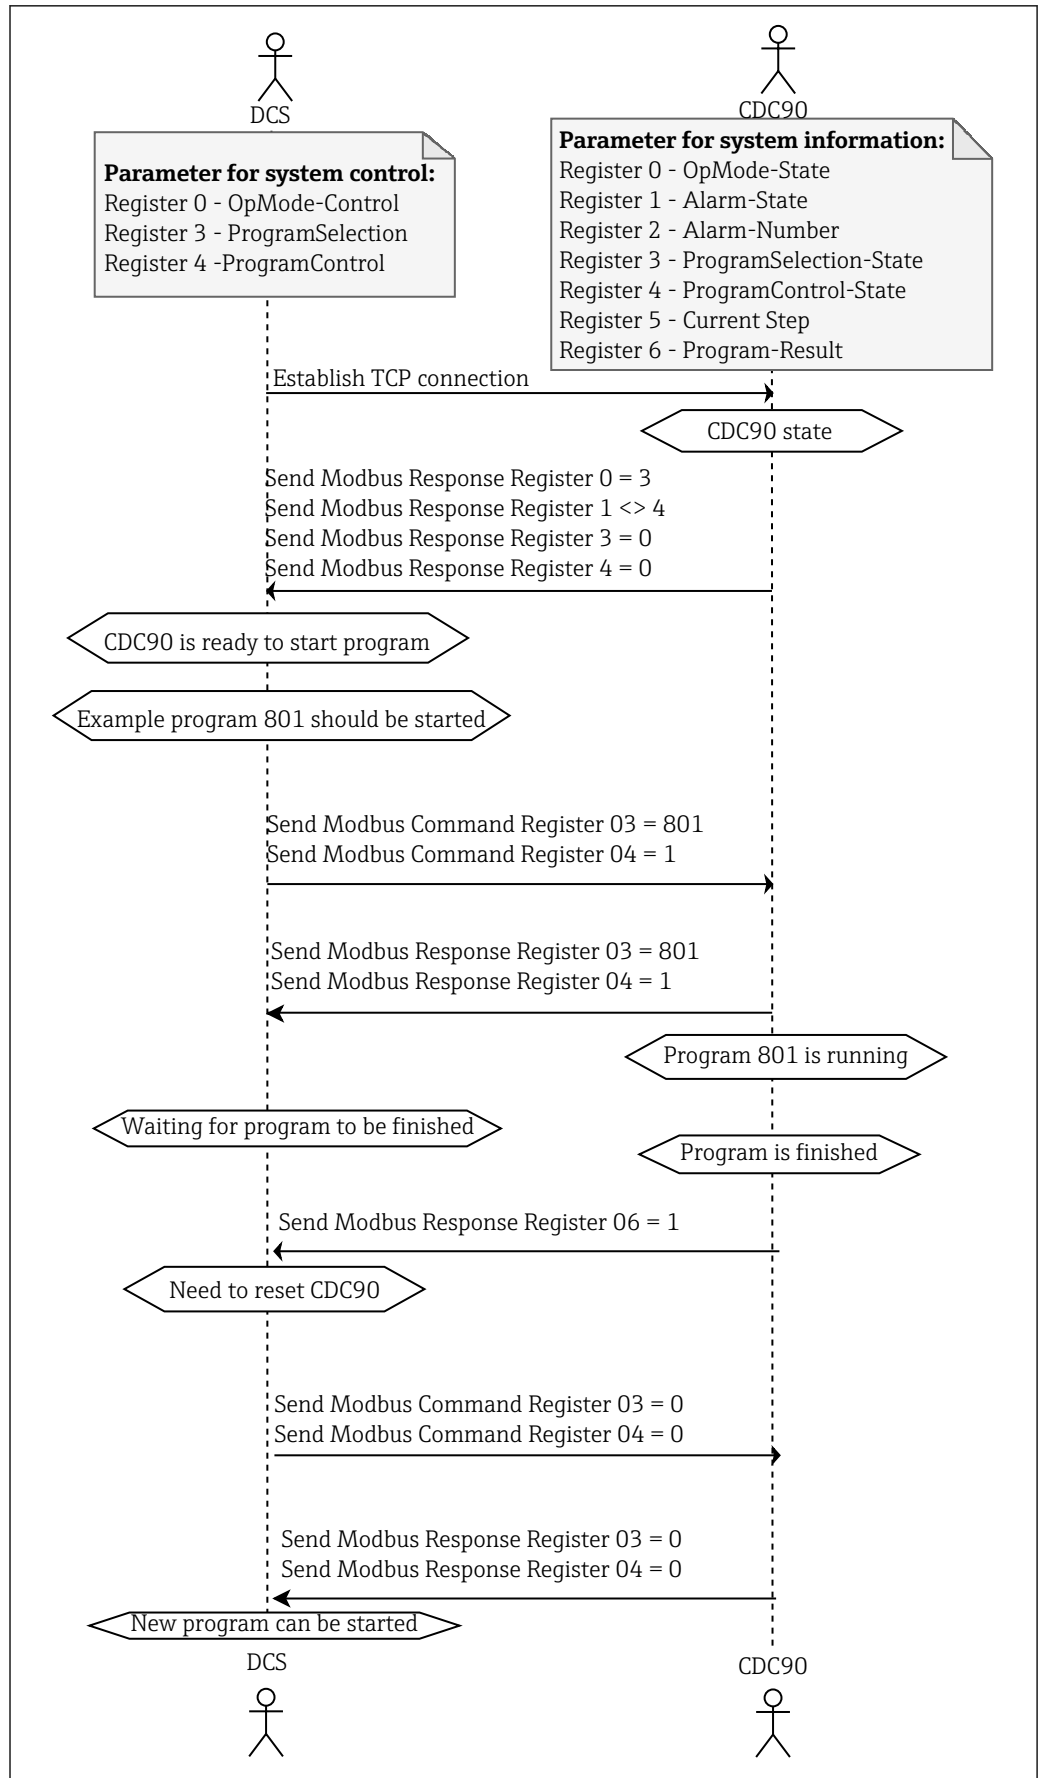 DCS
CDC90
Parameter for system control:
Register 0 - OpMode-Control
Register 3 - ProgramSelection
Register 4 -ProgramControl
Parameter for system information:
Register 0 - OpMode-State
Register 1 - Alarm-State
Register 2 - Alarm-Number
Register 3 - ProgramSelection-State
Register 4 - ProgramControl-State
Register 5 - Current Step
Register 6 - Program-Result
Establish TCP connection
CDC90 state
Send Modbus Response Register 0 = 3
Send Modbus Response Register 1 <> 4
Send Modbus Response Register 3 = 0
Send Modbus Response Register 4 = 0
CDC90 is ready to start program
Example program 801 should be started
Send Modbus Command Register 03 = 801
Send Modbus Command Register 04 = 1
Send Modbus Response Register 03 = 801
Send Modbus Response Register 04 = 1
Program 801 is running
Waiting for program to be finished
Program is finished
Send Modbus Response Register 06 = 1
Need to reset CDC90
Send Modbus Command Register 03 = 0
Send Modbus Command Register 04 = 0
Send Modbus Response Register 03 = 0
Send Modbus Response Register 04 = 0
New program can be started
DCS
CDC90